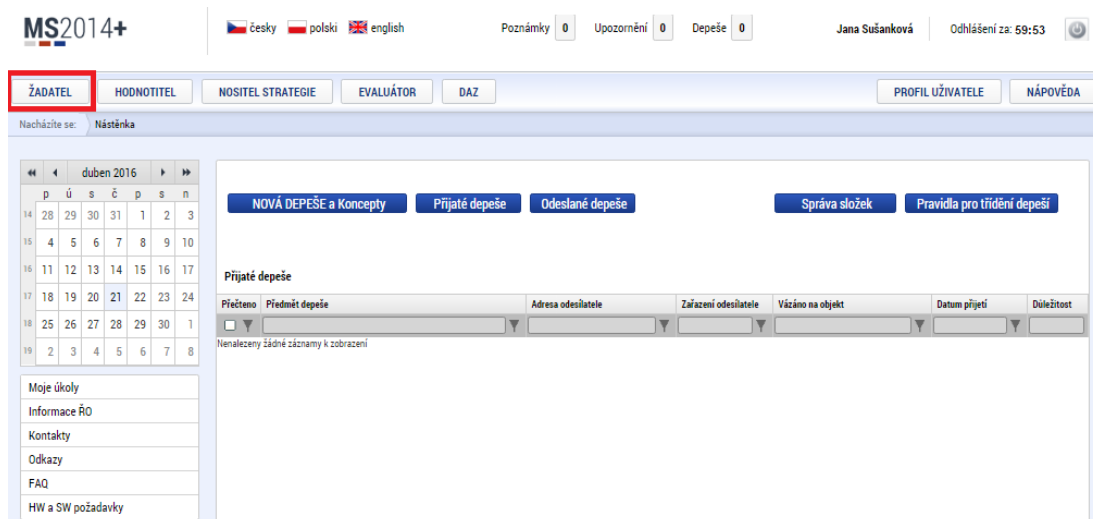 MS2014+ česky polski english Poznámky 0 Upozornění 0 Depeše 0 Jana Sušanková Odhlášení za: 59:53
ŽADATEL HODNOTITEL NOSITEL STRATEGIE EVALUÁTOR DAZ PROFIL UŽIVATELE NÁPOVĚDA
Nacházíte se: Nástěnka
duben 2016
p ú s č p s n
14 28 29 30 31 1 2 3
15 4 5 6 7 8 9 10
16 11 12 13 14 15 16 17
17 18 19 20 21 22 23 24
18 25 26 27 28 29 30 1
19 2 3 4 5 6 7 8
Moje úkoly
Informace ŘO
Kontakty
Odkazy
FAQ
HW a SW požadavky
NOVÁ DEPEŠE a Koncepty Přijaté depeše Odeslané depeše Správa složek Pravidla pro třídění depeší
Přijaté depeše
Přečteno Předmět depeše Adresa odesílatele Zařazení odesílatele Vázáno na objekt Datum přijetí Důležitost
Nenalezeny žádné záznamy k zobrazení